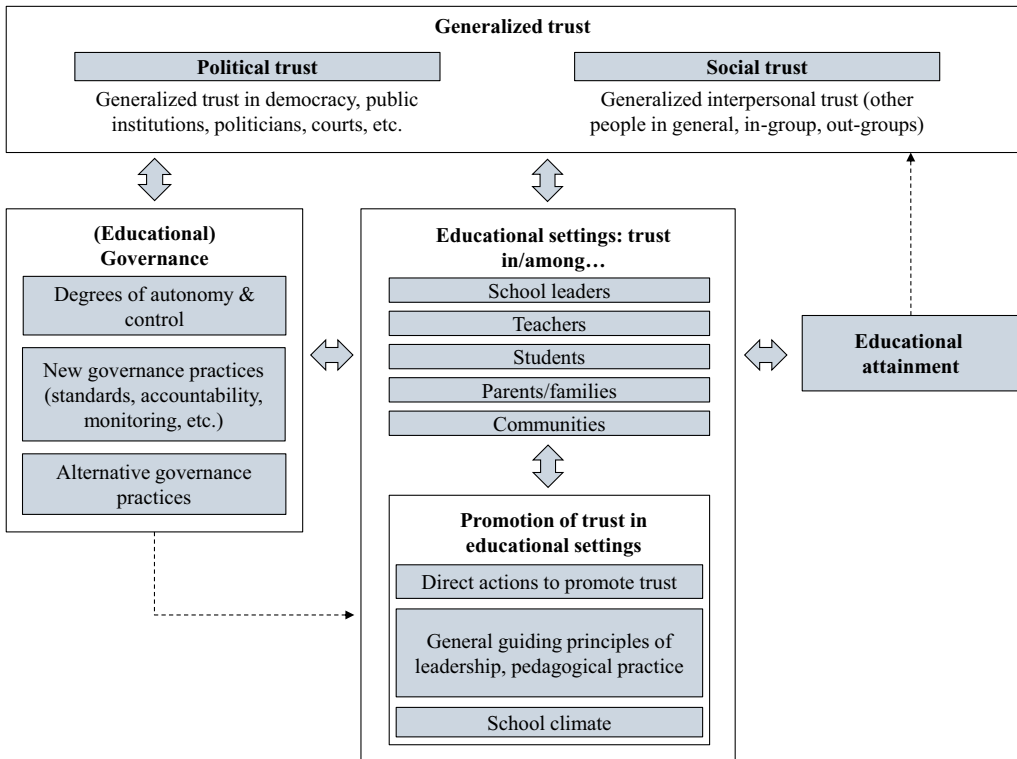 Generalized trust
Political trust
Generalized trust in democracy, public
institutions, politicians, courts, etc.
Social trust
Generalized interpersonal trust (other
people in general, in-group, out-groups)
(Educational)
Governance
Degrees of autonomy &
control
New governance practices
(standards, accountability,
monitoring, etc.)
Alternative governance
practices
Educational settings: trust
in/among…
School leaders
Teachers
Students
Parents/families
Communities
Promotion of trust in
educational settings
Direct actions to promote trust
General guiding principles of
leadership, pedagogical practice
School climate
Educational
attainment